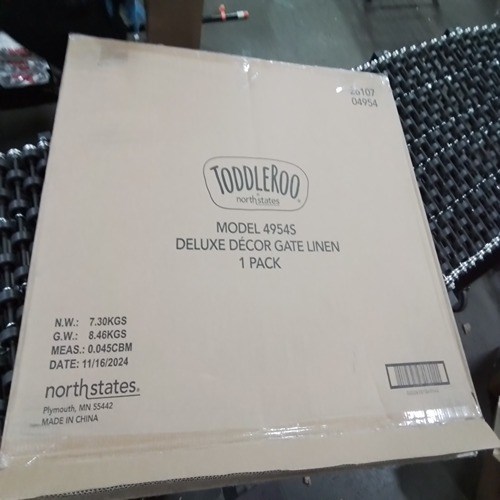 04954
TODDLEROO
northstates
MODEL 4954S
DELUXE DÉCOR GATE LINEN
1 PACK
N.W.: 7.30KGS
G.W.: 8.46KGS
MEAS.: 0.045CBM
DATE: 11/16/2024
northstates
Plymouth, MN 55442
MADE IN CHINA